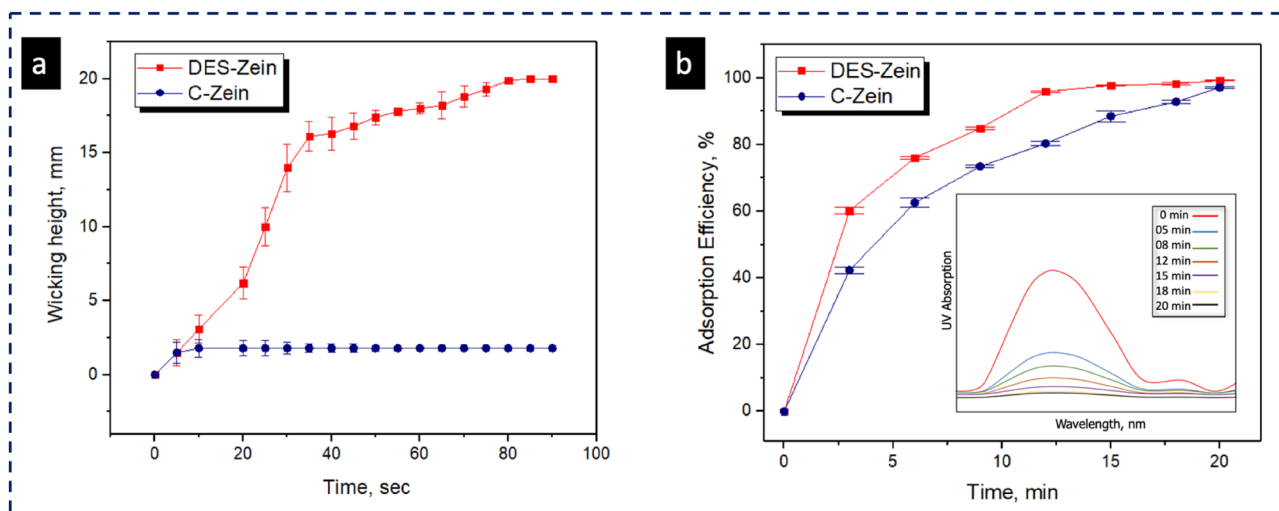 a
DES-Zein
C-Zein
Wicking height, mm
20
15
10
5
0
0
20
40
60
80
100
Time, sec
b
DES-Zein
C-Zein
Adsorption Efficiency, %
100
80
60
40
20
0
0
5
10
15
20
Time, min
UV Absorption
0 min
05 min
08 min
12 min
15 min
18 min
20 min
Wavelength, nm